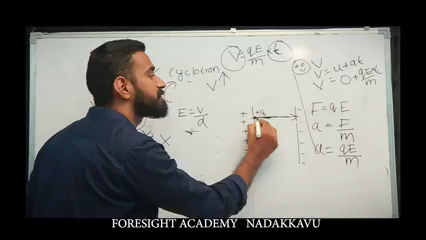 cyclotron
V = qE/m × t
V = u + at
V = 0 + qE/m t
E = V/d
+q
F = qE
a = F/m
a = qE/m
FORESIGHT ACADEMY NADAKKAVU